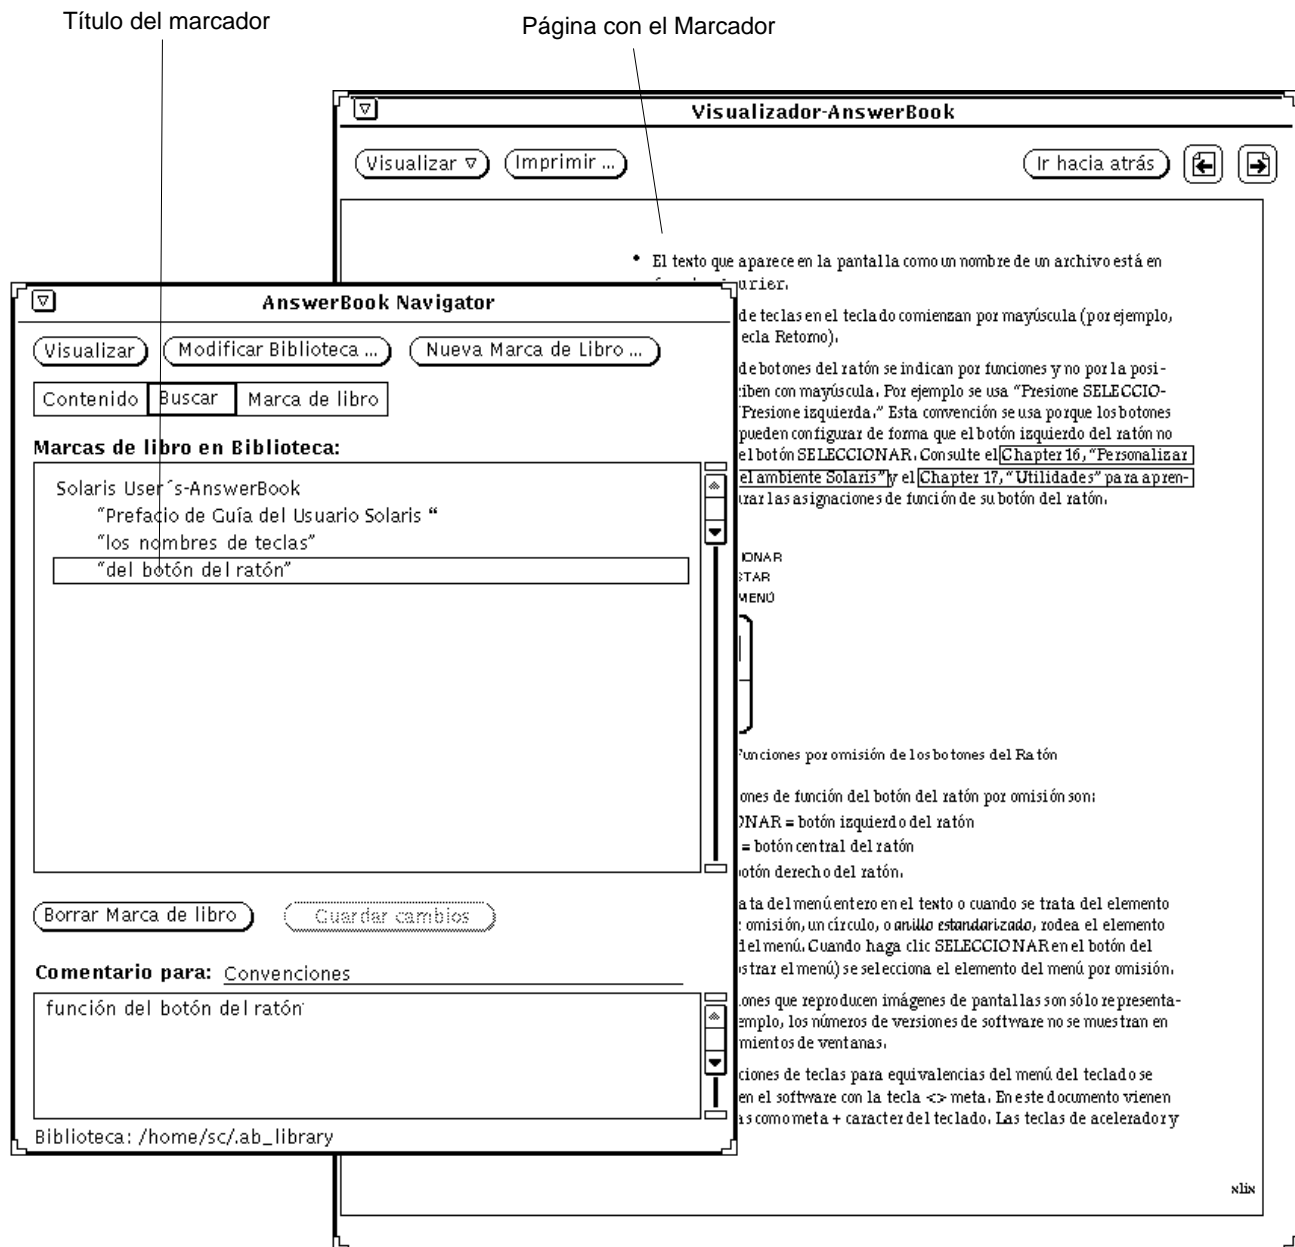 Título del marcador
Página con el Marcador
Visualizador-AnswerBook
Visualizar Imprimir ... Ir hacia atrás
• El texto que aparece en la pantalla como un nombre de un archivo está en
urier.
de teclas en el teclado comienzan por mayúscula (por ejemplo,
ecla Retorno).
de botones del ratón se indican por funciones y no por la posi-
iben con mayúscula. Por ejemplo se usa "Presione SELECCIO-
"Presione izquierda." Esta convención se usa porque los botones
pueden configurar de forma que el botón izquierdo del ratón no
el botón SELECCIONAR. Consulte el Chapter 16, "Personalizar
el ambiente Solaris" y el Chapter 17, "Utilidades" para apren-
urar las asignaciones de función de su botón del ratón.
IONAR
STAR
MENÚ
Funciones por omisión de los botones del Ratón
ones de función del botón del ratón por omisión son:
ONAR = botón izquierdo del ratón
= botón central del ratón
otón derecho del ratón.
ata del menú entero en el texto o cuando se trata del elemento
r omisión, un círculo, o anillo estandarizado, rodea el elemento
del menú. Cuando haga clic SELECCIONAR en el botón del
strar el menú) se selecciona el elemento del menú por omisión.
iones que reproducen imágenes de pantallas son sólo representa-
emplo, los números de versiones de software no se muestran en
mientos de ventanas.
ciones de teclas para equivalencias del menú del teclado se
en el software con la tecla <> meta. En este documento vienen
as como meta + caracter del teclado. Las teclas de acelerador y
xlix
AnswerBook Navigator
Visualizar Modificar Biblioteca ... Nueva Marca de Libro ...
Contenido Buscar Marca de libro
Marcas de libro en Biblioteca:
Solaris User´s-AnswerBook
"Prefacio de Guía del Usuario Solaris "
"los nombres de teclas"
"del botón del ratón"
Borrar Marca de libro Guardar cambios
Comentario para: Convenciones
función del botón del ratón
Biblioteca: /home/sc/.ab_library